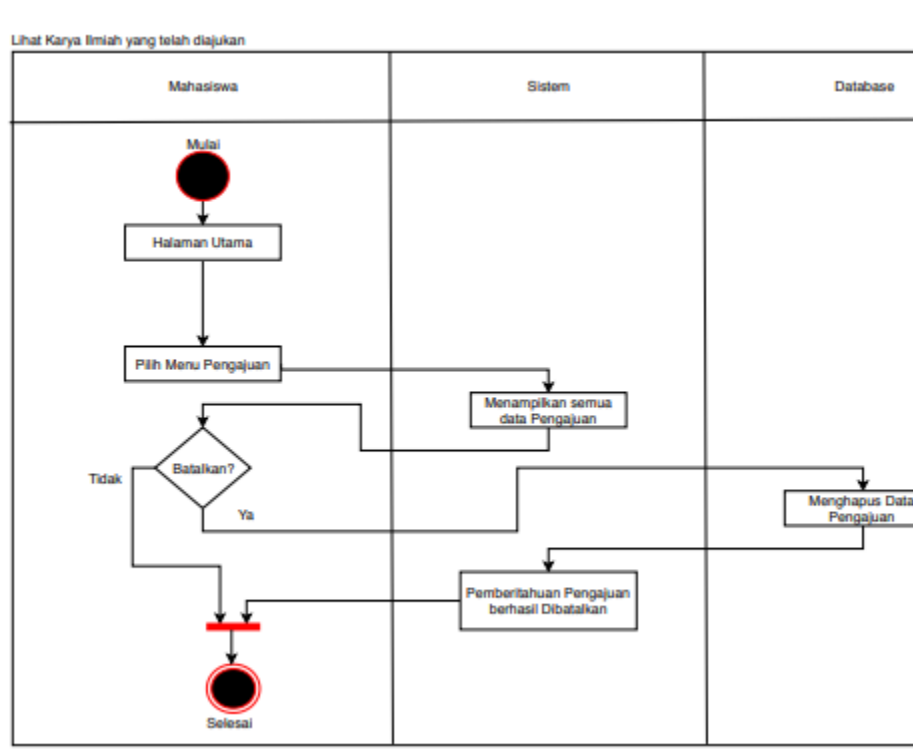 Lihat Karya Ilmiah yang telah diajukan
Mahasiswa
Sistem
Database
Mulai
Halaman Utama
Pilih Menu Pengajuan
Menampilkan semua
data Pengajuan
Batalkan?
Tidak
Ya
Menghapus Data
Pengajuan
Pemberitahuan Pengajuan
berhasil Dibatalkan
Selesai